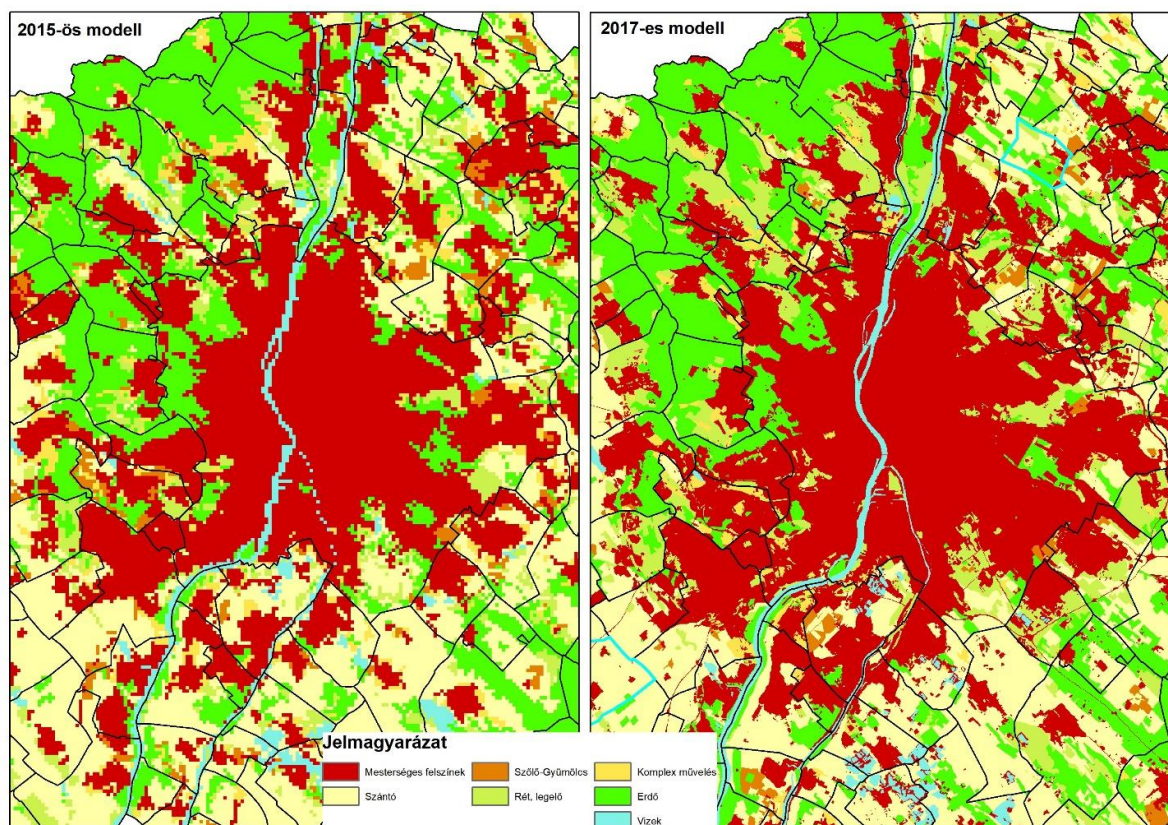 2015-ös modell
2017-es modell
Jelmagyarázat
Mesterséges felszínek
Szőlő-Gyümölcs
Komplex művelés
Szántó
Rét, legelő
Erdő
Vizek